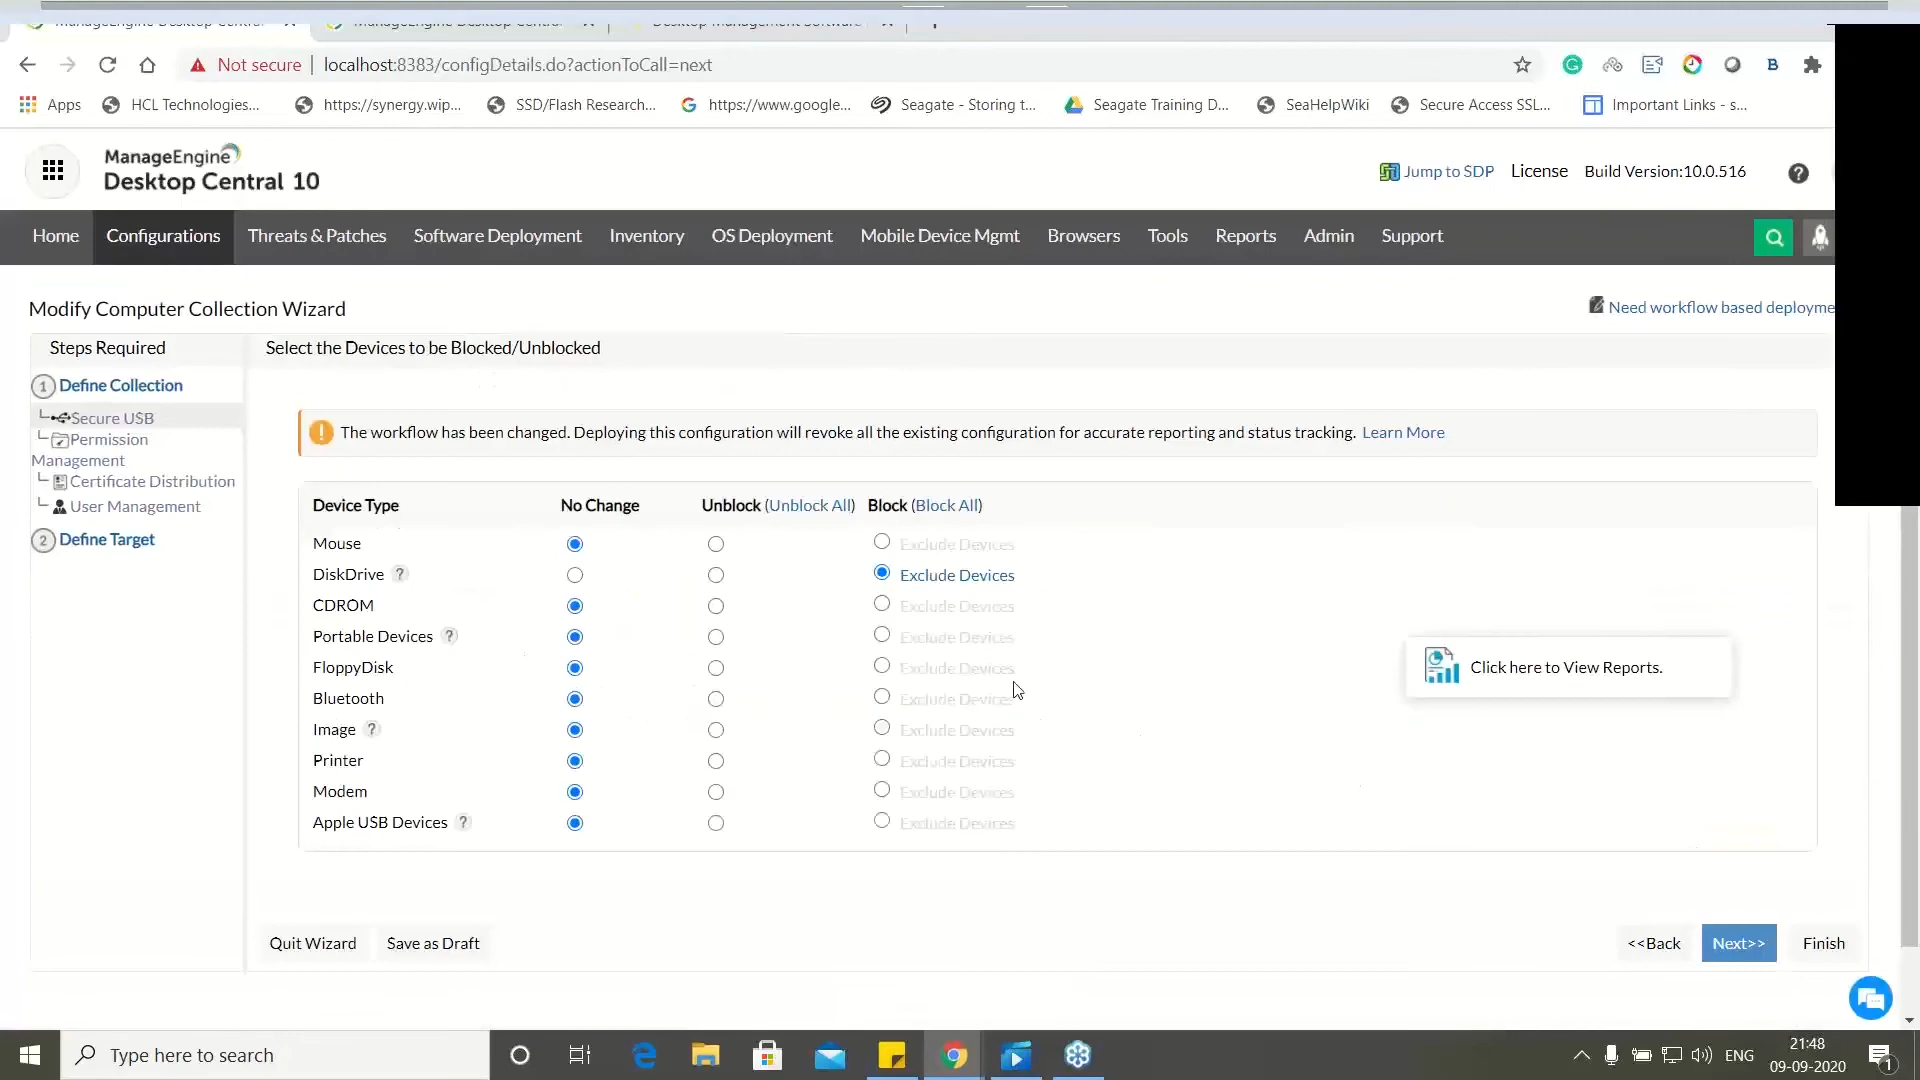 Not secure
localhost:8383/configDetails.do?actionToCall=next
Apps
HCL Technologies...
https://synergy.wip...
SSD/Flash Research...
https://www.google...
Seagate - Storing t...
Seagate Training D...
SeaHelpWiki
Secure Access SSL...
Important Links - s...
ManageEngine
Desktop Central 10
Jump to SDP
License
Build Version:10.0.516
Home
Configurations
Threats & Patches
Software Deployment
Inventory
OS Deployment
Mobile Device Mgmt
Browsers
Tools
Reports
Admin
Support
Modify Computer Collection Wizard
Need workflow based deployme
Steps Required
1 Define Collection
Secure USB
Permission
Management
Certificate Distribution
User Management
2 Define Target
Select the Devices to be Blocked/Unblocked
The workflow has been changed. Deploying this configuration will revoke all the existing configuration for accurate reporting and status tracking. Learn More
Device Type No Change Unblock (Unblock All) Block (Block All)
Mouse Exclude Devices
DiskDrive ? Exclude Devices
CDROM Exclude Devices
Portable Devices ? Exclude Devices
FloppyDisk Exclude Devices
Bluetooth Exclude Devices
Image ? Exclude Devices
Printer Exclude Devices
Modem Exclude Devices
Apple USB Devices ? Exclude Devices
Click here to View Reports.
Quit Wizard
Save as Draft
<<Back
Next>>
Finish
Type here to search
ENG
21:48
09-09-2020
1